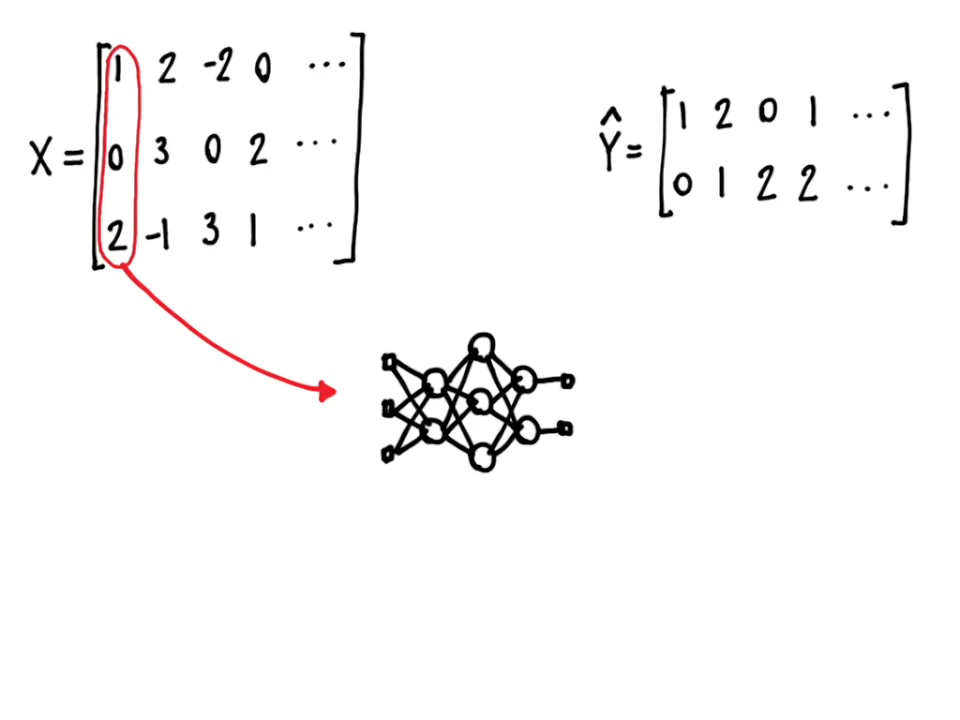 X = [1 2 -2 0 ...
0 3 0 2 ...
2 -1 3 1 ...]
Ŷ = [1 2 0 1 ...
0 1 2 2 ...]